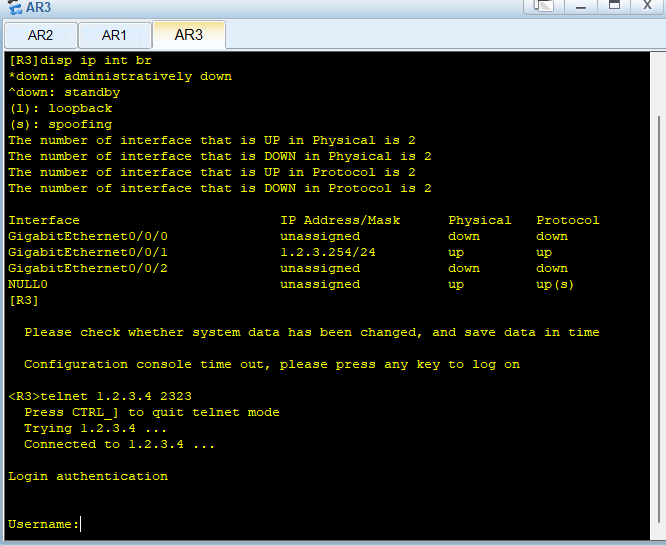 AR3
AR2 AR1 AR3
[R3]disp ip int br
*down: administratively down
^down: standby
(l): loopback
(s): spoofing
The number of interface that is UP in Physical is 2
The number of interface that is DOWN in Physical is 2
The number of interface that is UP in Protocol is 2
The number of interface that is DOWN in Protocol is 2
Interface IP Address/Mask Physical Protocol
GigabitEthernet0/0/0 unassigned down down
GigabitEthernet0/0/1 1.2.3.254/24 up up
GigabitEthernet0/0/2 unassigned down down
NULL0 unassigned up up(s)
[R3]
Please check whether system data has been changed, and save data in time
Configuration console time out, please press any key to log on
<R3>telnet 1.2.3.4 2323
Press CTRL_] to quit telnet mode
Trying 1.2.3.4 ...
Connected to 1.2.3.4 ...
Login authentication
Username: